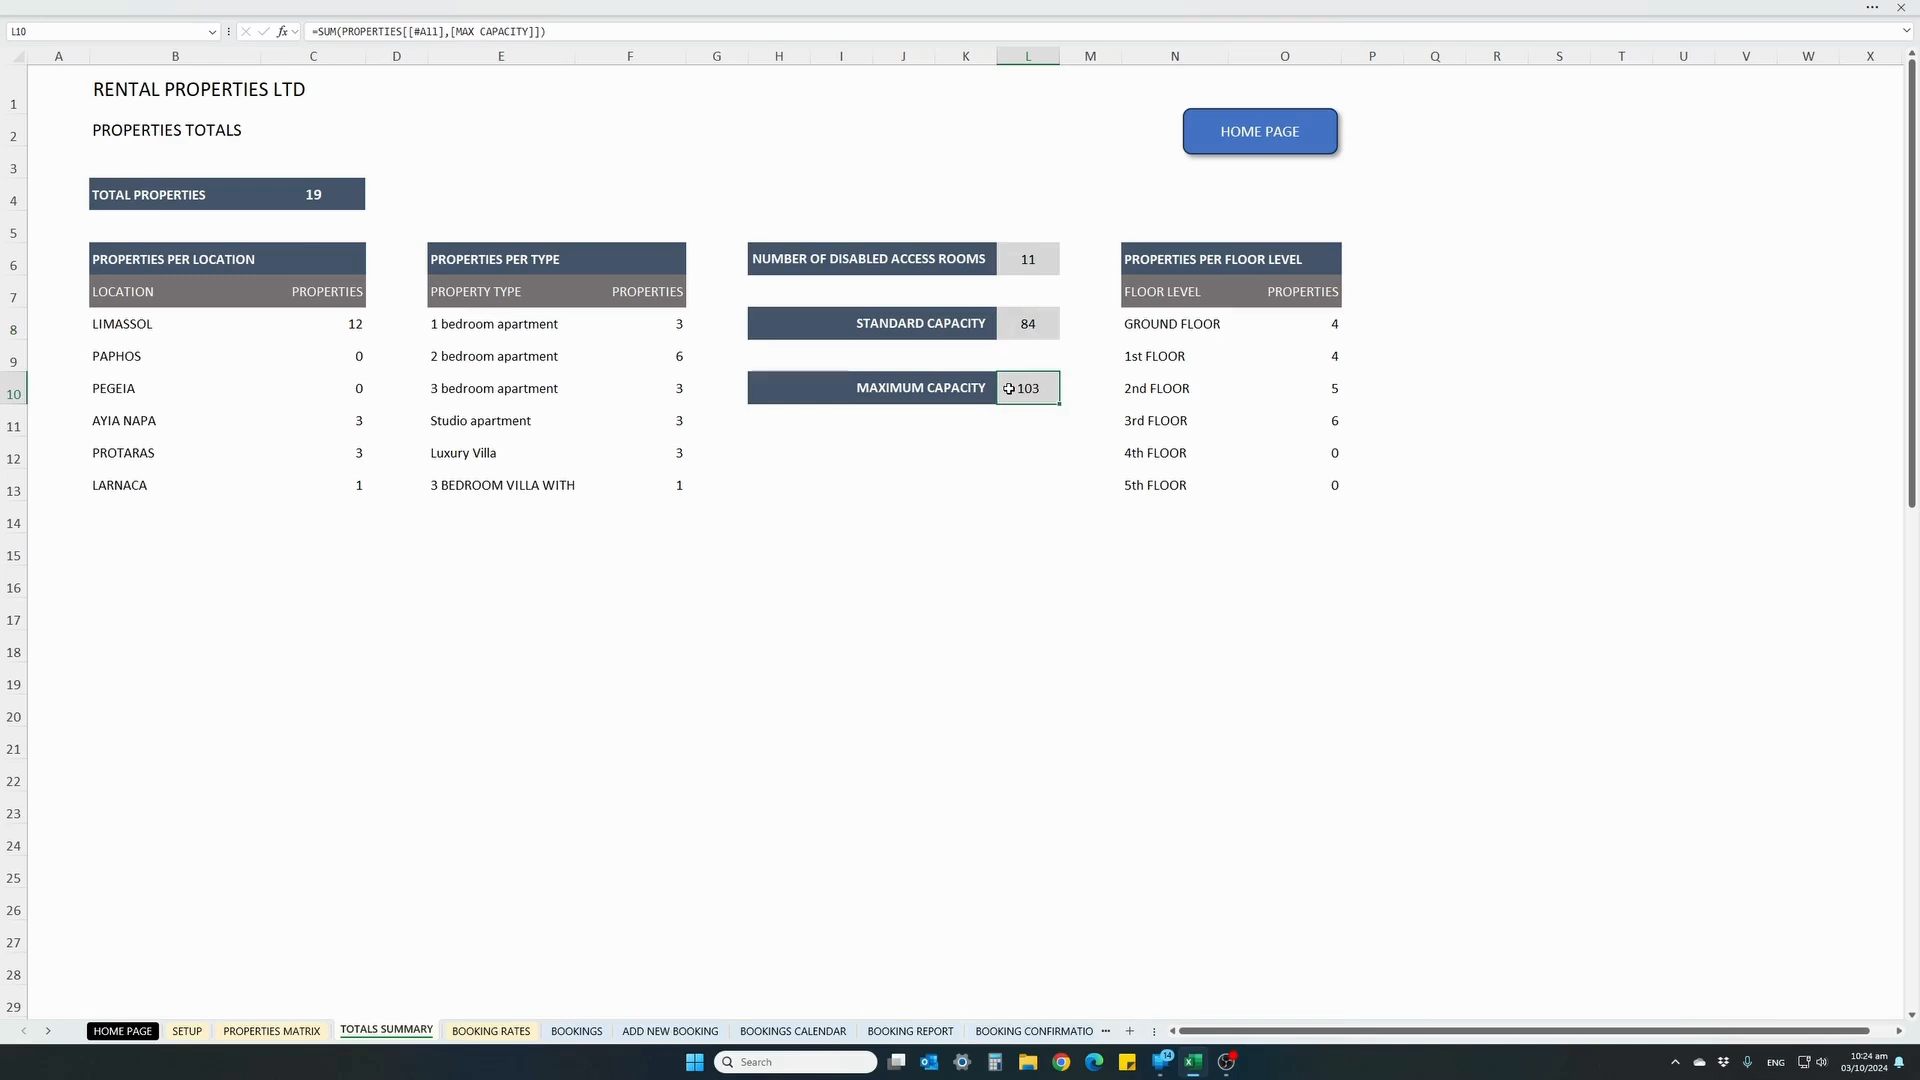 L10 fx =SUM(PROPERTIES[[#All],[MAX CAPACITY]])
A B C D E F G H I J K L M N O P Q R S T U V W X
1 RENTAL PROPERTIES LTD
2 PROPERTIES TOTALS HOME PAGE
3
4 TOTAL PROPERTIES 19
5
6 PROPERTIES PER LOCATION PROPERTIES PER TYPE NUMBER OF DISABLED ACCESS ROOMS 11 PROPERTIES PER FLOOR LEVEL
7 LOCATION PROPERTIES PROPERTY TYPE PROPERTIES FLOOR LEVEL PROPERTIES
8 LIMASSOL 12 1 bedroom apartment 3 STANDARD CAPACITY 84 GROUND FLOOR 4
9 PAPHOS 0 2 bedroom apartment 6 1st FLOOR 4
10 PEGEIA 0 3 bedroom apartment 3 MAXIMUM CAPACITY 103 2nd FLOOR 5
11 AYIA NAPA 3 Studio apartment 3 3rd FLOOR 6
12 PROTARAS 3 Luxury Villa 3 4th FLOOR 0
13 LARNACA 1 3 BEDROOM VILLA WITH 1 5th FLOOR 0
14
15
16
17
18
19
20
21
22
23
24
25
26
27
28
29
HOME PAGE SETUP PROPERTIES MATRIX TOTALS SUMMARY BOOKING RATES BOOKINGS ADD NEW BOOKING BOOKINGS CALENDAR BOOKING REPORT BOOKING CONFIRMATIO
Search 14 ENG 10:24 am
03/10/2024